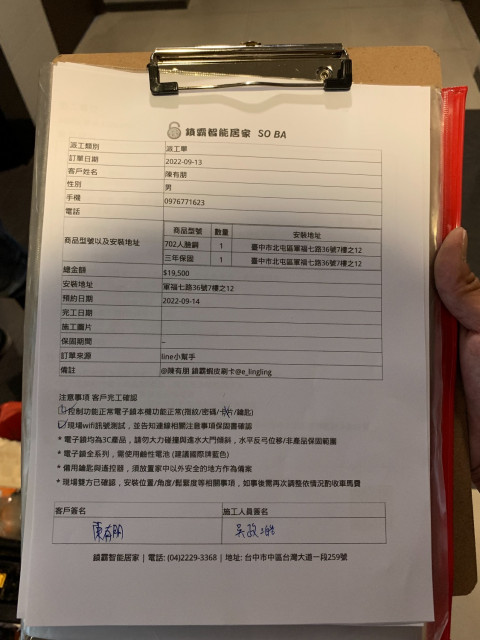 鎖霸智能居家 SO BA
派工類別 派工單
訂單日期 2022-09-13
客戶姓名 陳有朋
性別 男
手機 0976771623
電話
商品型號以及安裝地址 商品型號 數量 安裝地址
702人臉鎖 1 臺中市北屯區軍福七路36號7樓之12
三年保固 1 臺中市北屯區軍福七路36號7樓之12
總金額 $19,500
安裝地址 軍福七路36號7樓之12
預約日期 2022-09-14
完工日期
施工圖片
保固期間 –
訂單來源 line小幫手
備註 @陳有朋 鎖霸蝦皮刷卡@e_lingling
注意事項 客戶完工確認
控制功能正常電子鎖本機功能正常(指紋/密碼/卡片/鑰匙)
現場wifi訊號測試，並告知連線相關注意事項保固書確認
* 電子鎖均為3C產品，請勿大力碰撞與進水大門傾斜，水平反弓位移/非產品保固範圍
* 電子鎖全系列，需使用鹼性電池 (建議國際牌藍色)
* 備用鑰匙與遙控器，須放置家中以外安全的地方作為備案
* 現場雙方已確認，安裝位置/角度/鬆緊度等相關事項，如事後需再次調整依情況酌收車馬費
客戶簽名 施工人員簽名
陳有朋 吳政
鎖霸智能居家 | 電話: (04)2229-3368 | 地址: 台中市中區台灣大道一段259號